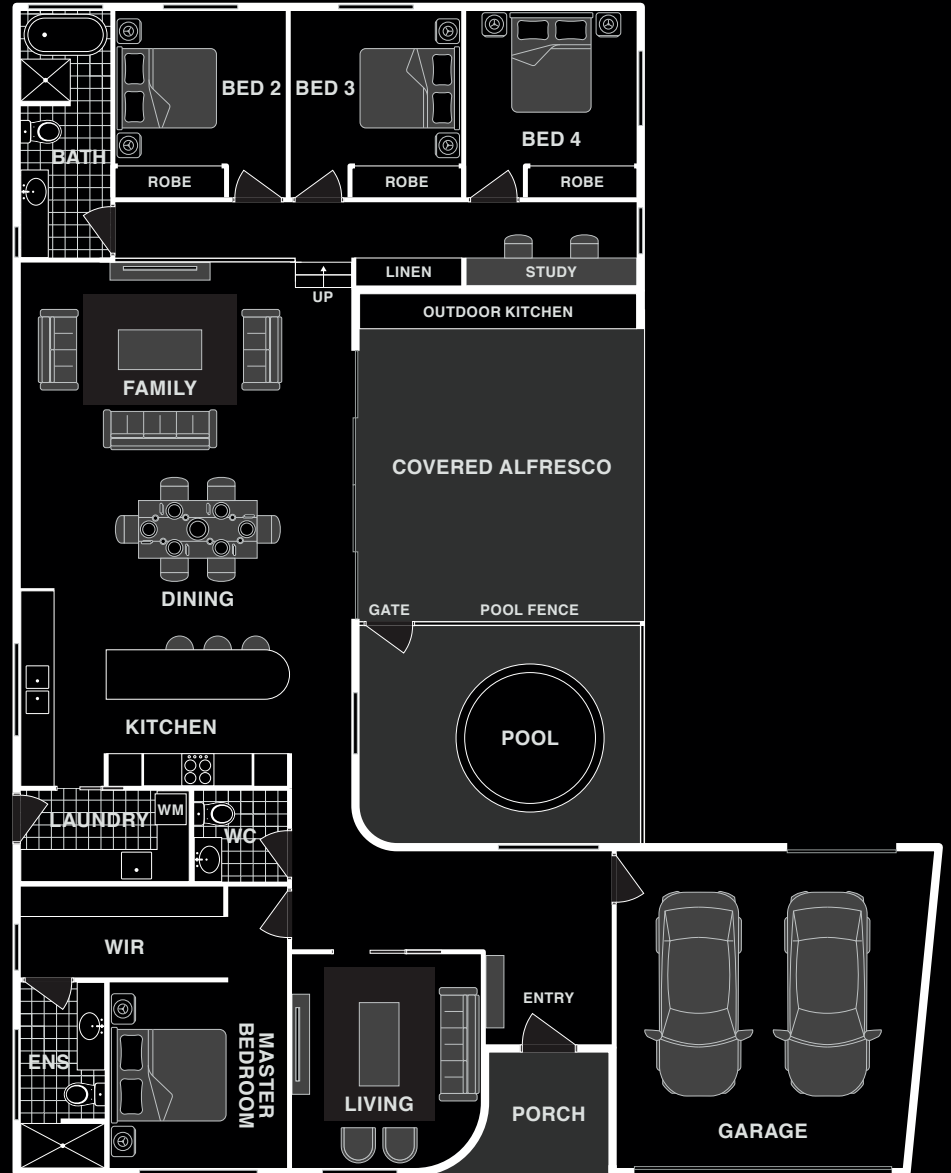 BED 2
BED 3
BED 4
BATH
ROBE
ROBE
ROBE
LINEN
STUDY
UP
OUTDOOR KITCHEN
FAMILY
COVERED ALFRESCO
DINING
GATE
POOL FENCE
KITCHEN
POOL
LAUNDRY
WM
WC
WIR
ENTRY
ENS
MASTER
BEDROOM
LIVING
PORCH
GARAGE